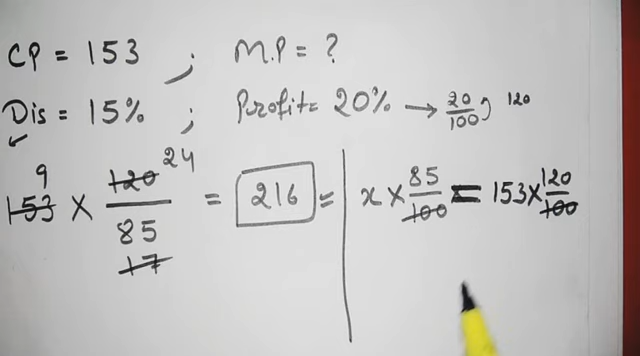 CP = 153 ; M.P = ?
Dis = 15% ; Profit = 20% → 20/100 120
9 24
153 × 120/85 = 216 = x × 85/100 = 153 × 120/100
17